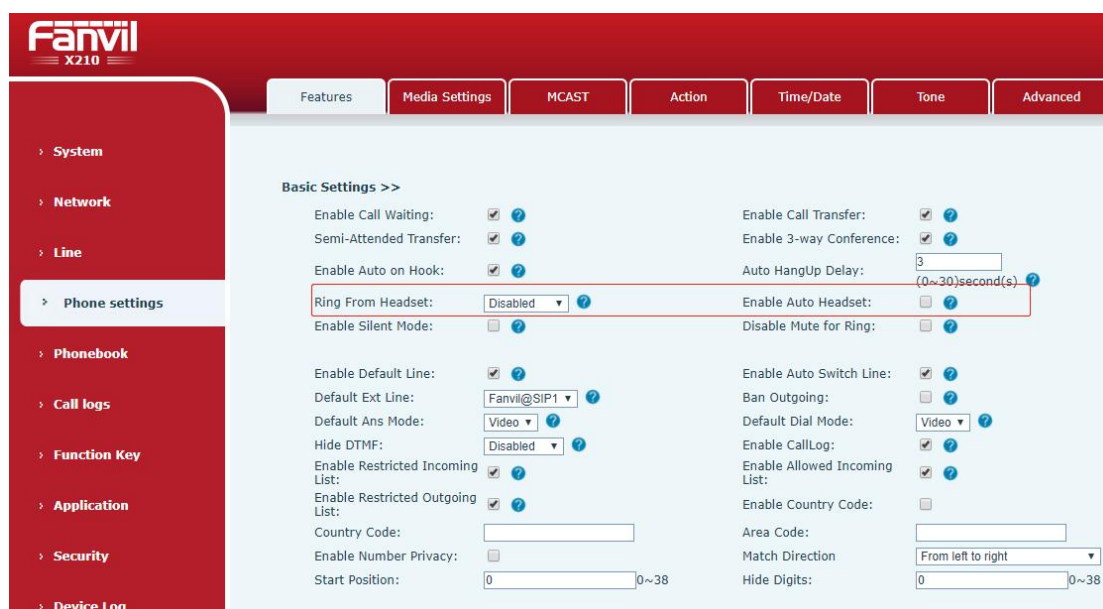 Fanvil
X210
Features Media Settings MCAST Action Time/Date Tone Advanced
› System
› Network
› Line
› Phone settings
› Phonebook
› Call logs
› Function Key
› Application
› Security
› Device Log
Basic Settings >>
Enable Call Waiting: Enable Call Transfer:
Semi-Attended Transfer: Enable 3-way Conference:
Enable Auto on Hook: Auto HangUp Delay: 3
(0~30)second(s)
Ring From Headset: Disabled Enable Auto Headset:
Enable Silent Mode: Disable Mute for Ring:
Enable Default Line: Enable Auto Switch Line:
Default Ext Line: Fanvil@SIP1 Ban Outgoing:
Default Ans Mode: Video Default Dial Mode: Video
Hide DTMF: Disabled Enable CallLog:
Enable Restricted Incoming List: Enable Allowed Incoming List:
Enable Restricted Outgoing List: Enable Country Code:
Country Code: Area Code:
Enable Number Privacy: Match Direction From left to right
Start Position: 0 0~38 Hide Digits: 0 0~38